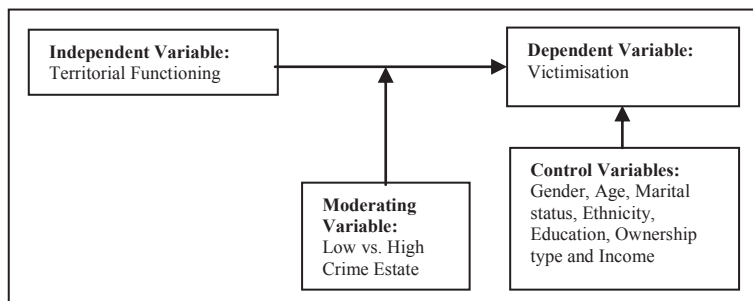 Independent Variable:
Territorial Functioning
Dependent Variable:
Victimisation
Moderating
Variable:
Low vs. High
Crime Estate
Control Variables:
Gender, Age, Marital
status, Ethnicity,
Education, Ownership
type and Income